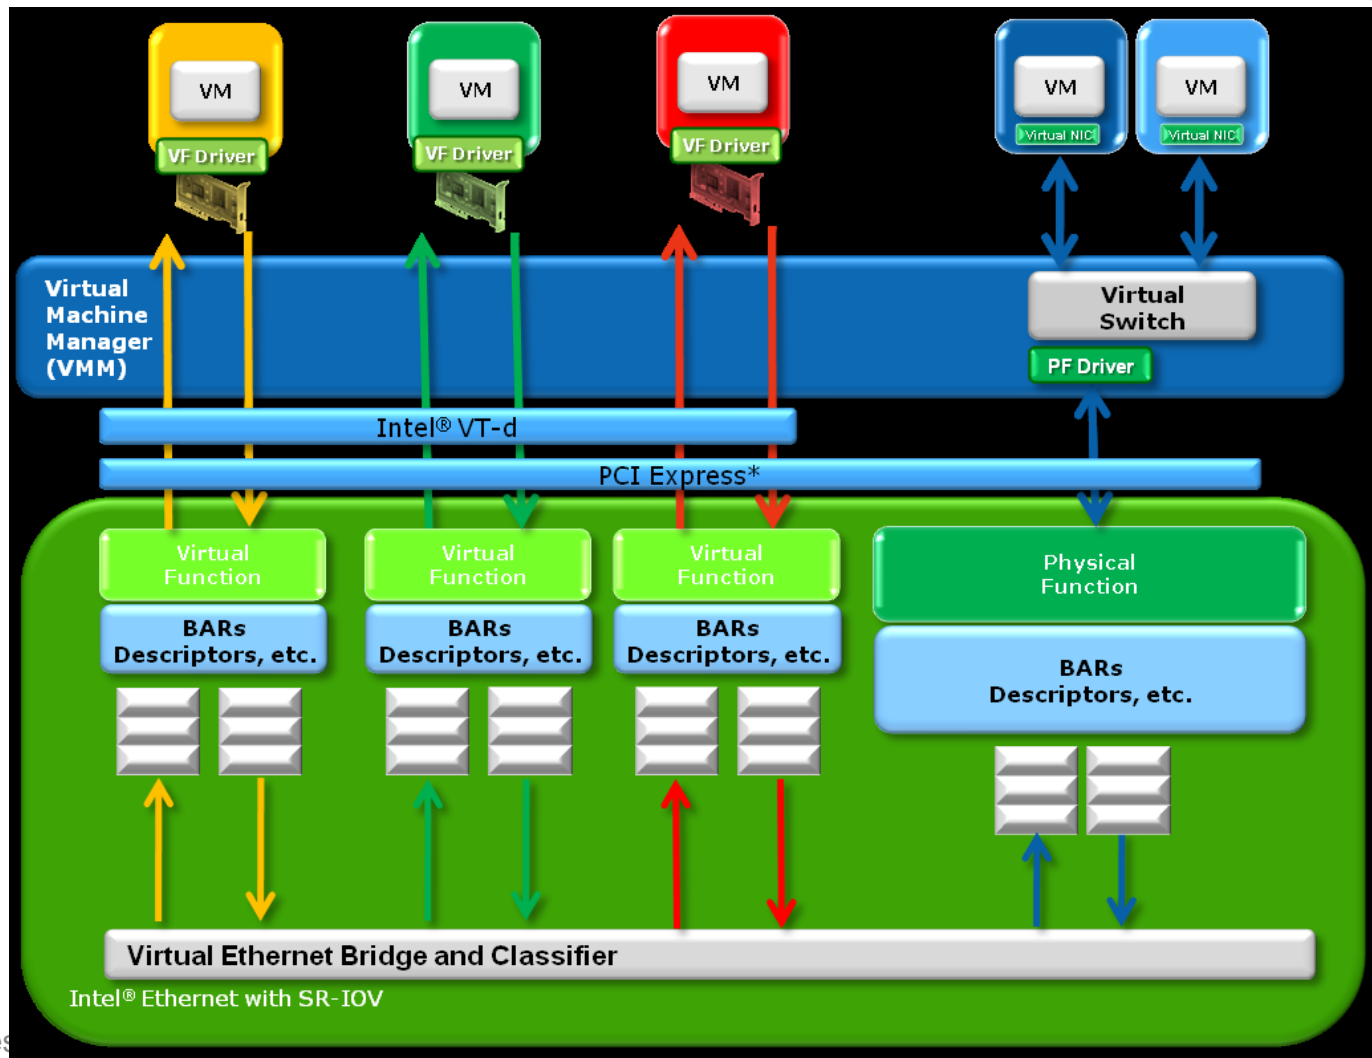 VM
VM
VM
VM
VM
VF Driver
VF Driver
VF Driver
Virtual NIC
Virtual NIC
Virtual
Machine
Manager
(VMM)
Virtual
Switch
PF Driver
Intel® VT-d
PCI Express*
Virtual
Function
Virtual
Function
Virtual
Function
Physical
Function
BARs
Descriptors, etc.
BARs
Descriptors, etc.
BARs
Descriptors, etc.
BARs
Descriptors, etc.
Virtual Ethernet Bridge and Classifier
Intel® Ethernet with SR-IOV